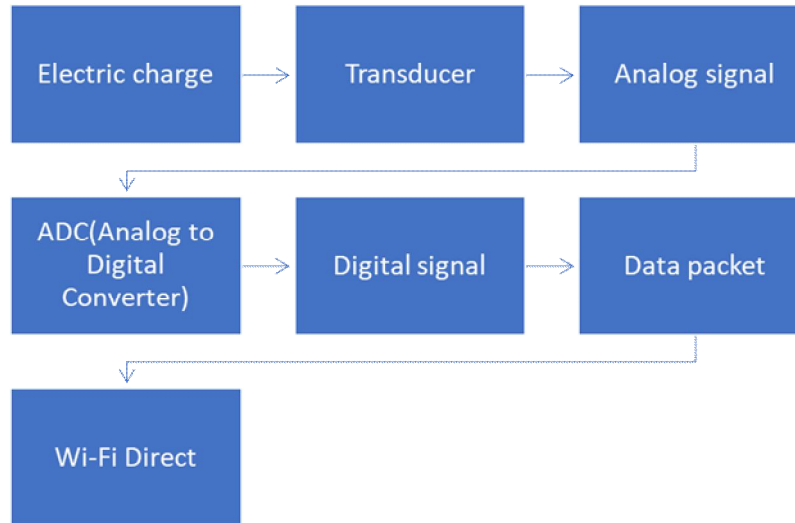 Electric charge
Transducer
Analog signal
ADC(Analog to
Digital
Converter)
Digital signal
Data packet
Wi-Fi Direct